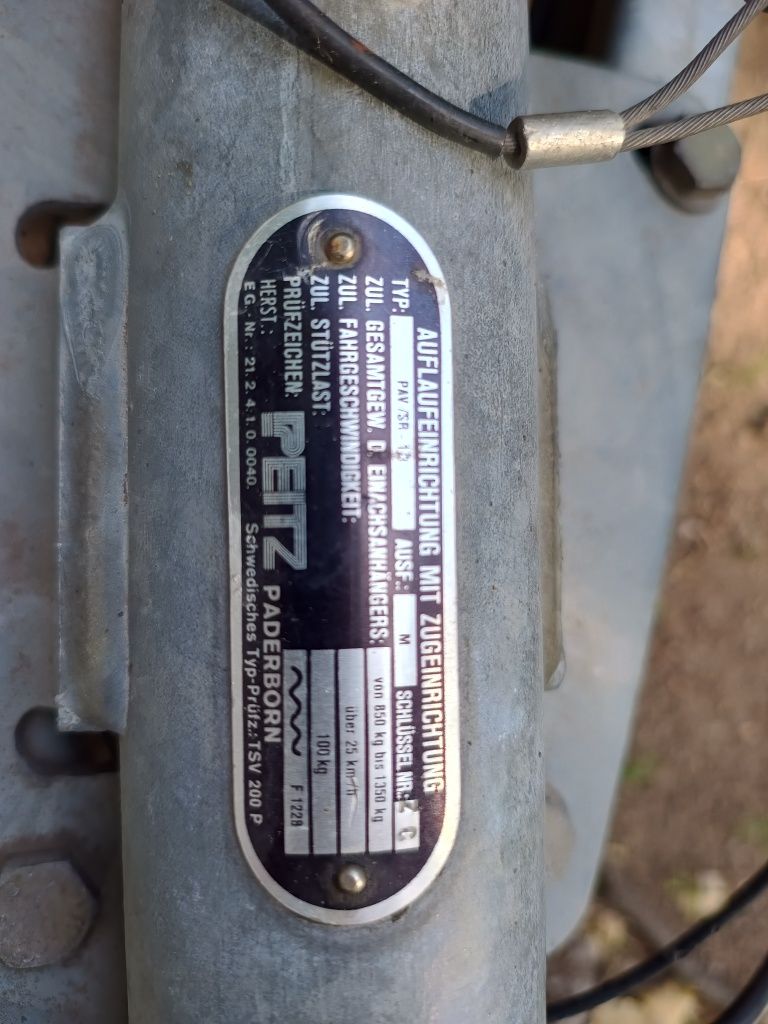 AUFLAUFEINRICHTUNG MIT ZUGEINRICHTUNG
TYP: PAV/SR-1,3 AUSF.: M SCHLÜSSEL NR.: Z C
ZUL. GESAMTGEW. D. EINACHSANHÄNGERS: von 850 kg bis 1350 kg
ZUL. FAHRGESCHWINDIGKEIT: über 25 km/h
ZUL. STÜTZLAST: 100 kg
PRÜFZEICHEN: F 1228
HERST.: PEITZ PADERBORN
E.G.-Nr.: 21. 2. 4. 1. 0. 0040. Schwedisches Typ-Prüfz.: TSV 200 P